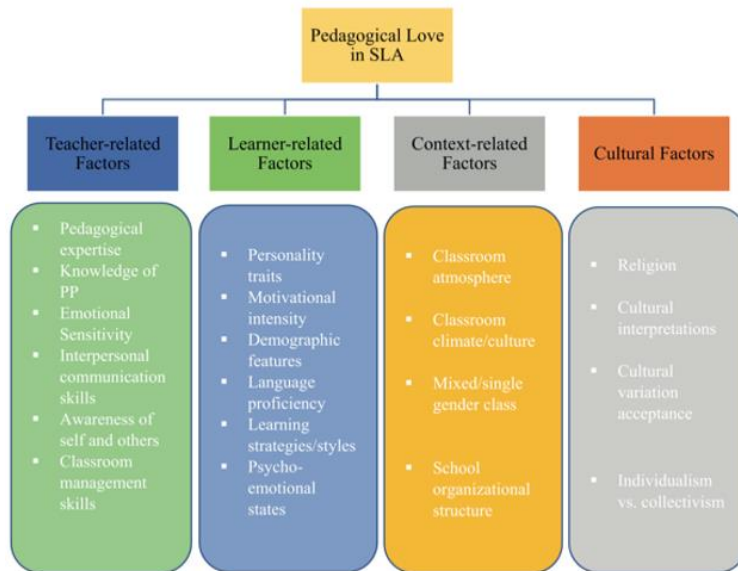 Pedagogical Love
in SLA
Teacher-related
Factors
Learner-related
Factors
Context-related
Factors
Cultural Factors
▪ Pedagogical
expertise
▪ Knowledge of
PP
▪ Emotional
Sensitivity
▪ Interpersonal
communication
skills
▪ Awareness of
self and others
▪ Classroom
management
skills
▪ Personality
traits
▪ Motivational
intensity
▪ Demographic
features
▪ Language
proficiency
▪ Learning
strategies/styles
▪ Psycho-
emotional
states
▪ Classroom
atmosphere
▪ Classroom
climate/culture
▪ Mixed/single
gender class
▪ School
organizational
structure
▪ Religion
▪ Cultural
interpretations
▪ Cultural
variation
acceptance
▪ Individualism
vs. collectivism